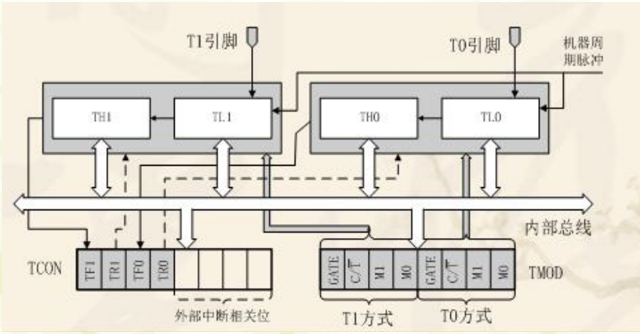 T1引脚
T0引脚
机器周
期脉冲
TH1
TL1
TH0
TL0
内部总线
TCON
TF1
TR1
TF0
TR0
GATE
C/T̅
M1
M0
GATE
C/T̅
M1
M0
TMOD
外部中断相关位
T1方式
T0方式